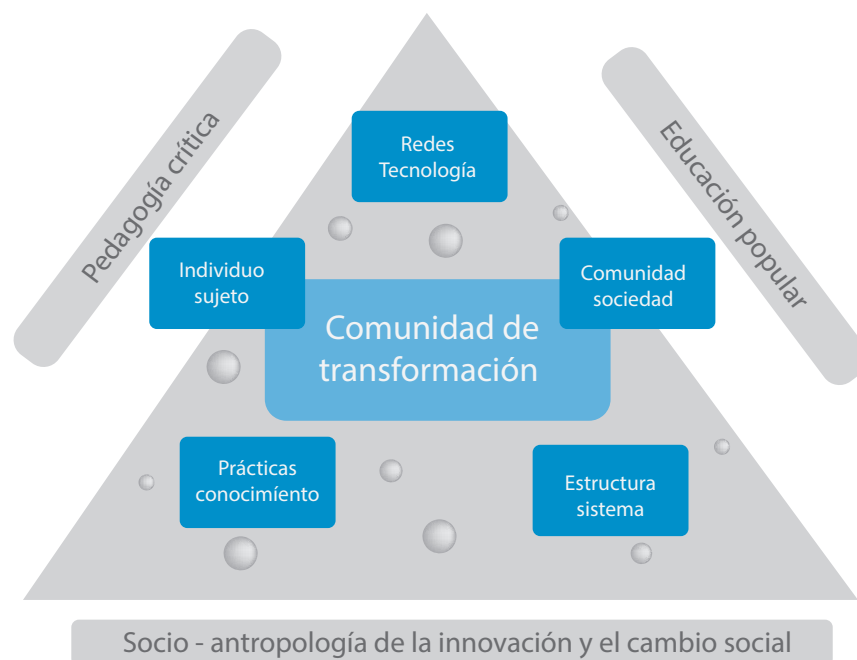 Pedagogía crítica
Educación popular
Redes
Tecnología
Individuo
sujeto
Comunidad
sociedad
Comunidad de
transformación
Prácticas
conocimíento
Estructura
sistema
Socio - antropología de la innovación y el cambio social